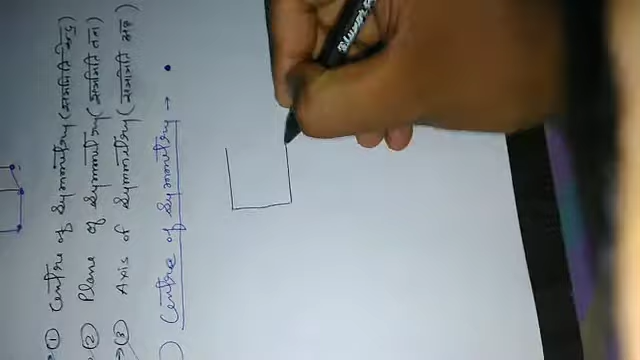 (1) Centre of Symmetry (सममिति केन्द्र)
(2) Plane of Symmetry (सममिति तल)
(3) Axis of Symmetry (सममिति अक्ष)
Centre of Symmetry →